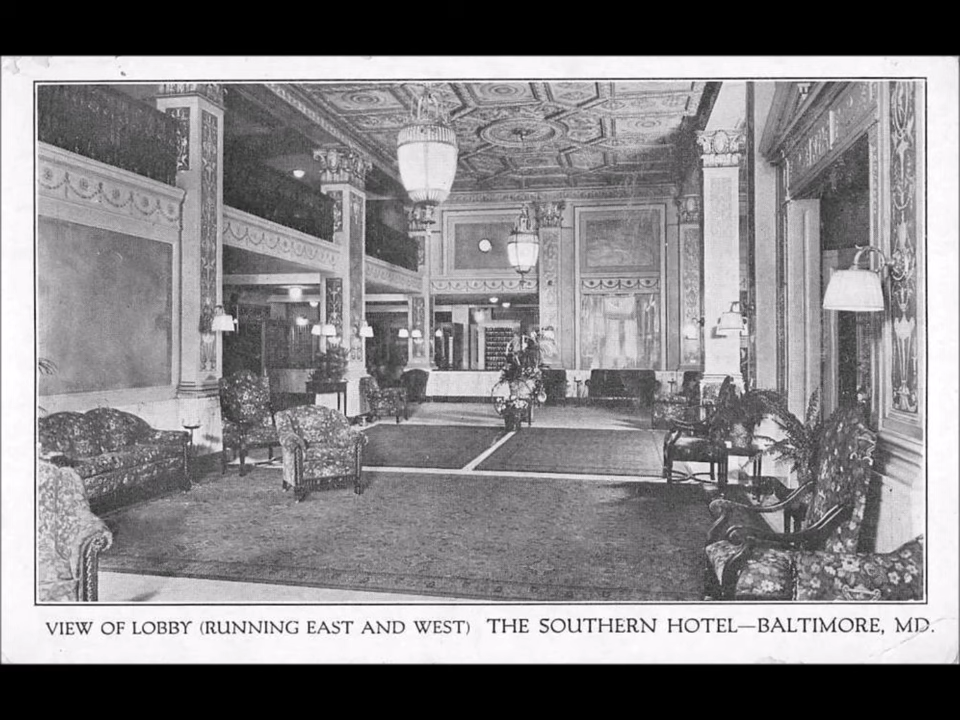 VIEW OF LOBBY (RUNNING EAST AND WEST) THE SOUTHERN HOTEL—BALTIMORE, MD.